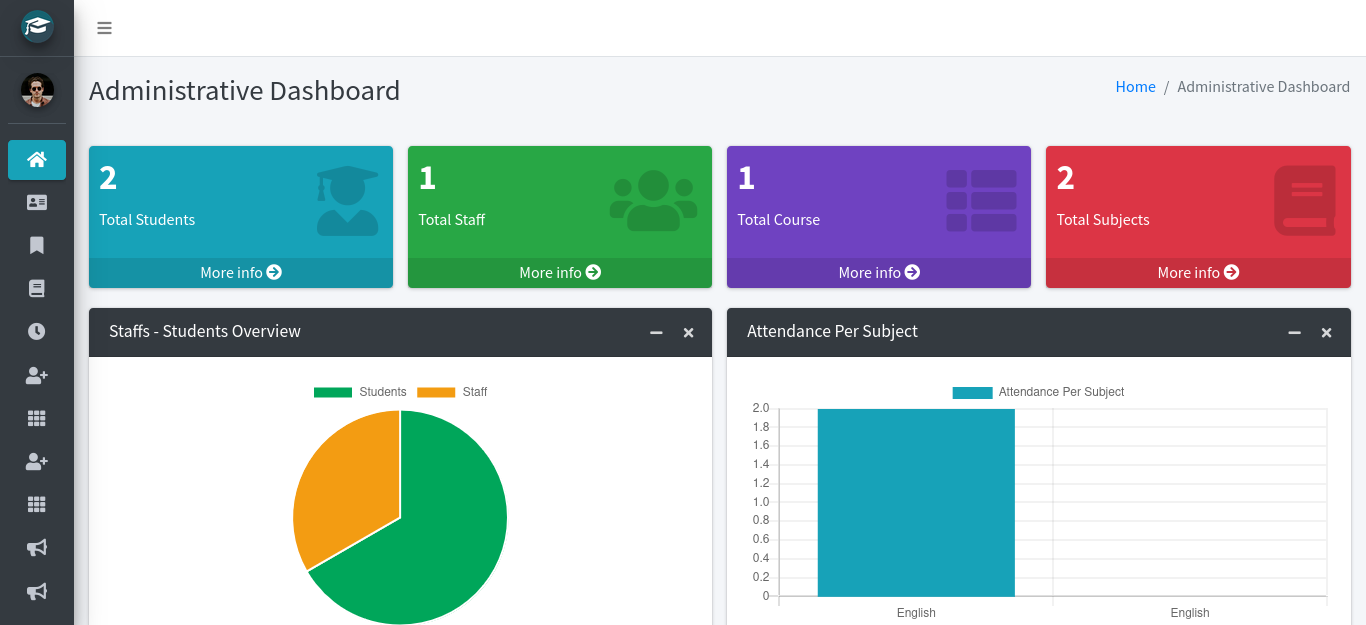 Administrative Dashboard
Home / Administrative Dashboard
2
Total Students
More info
1
Total Staff
More info
1
Total Course
More info
2
Total Subjects
More info
Staffs - Students Overview
Students
Staff
Attendance Per Subject
Attendance Per Subject
2.0
1.8
1.6
1.4
1.2
1.0
0.8
0.6
0.4
0.2
0
English
English